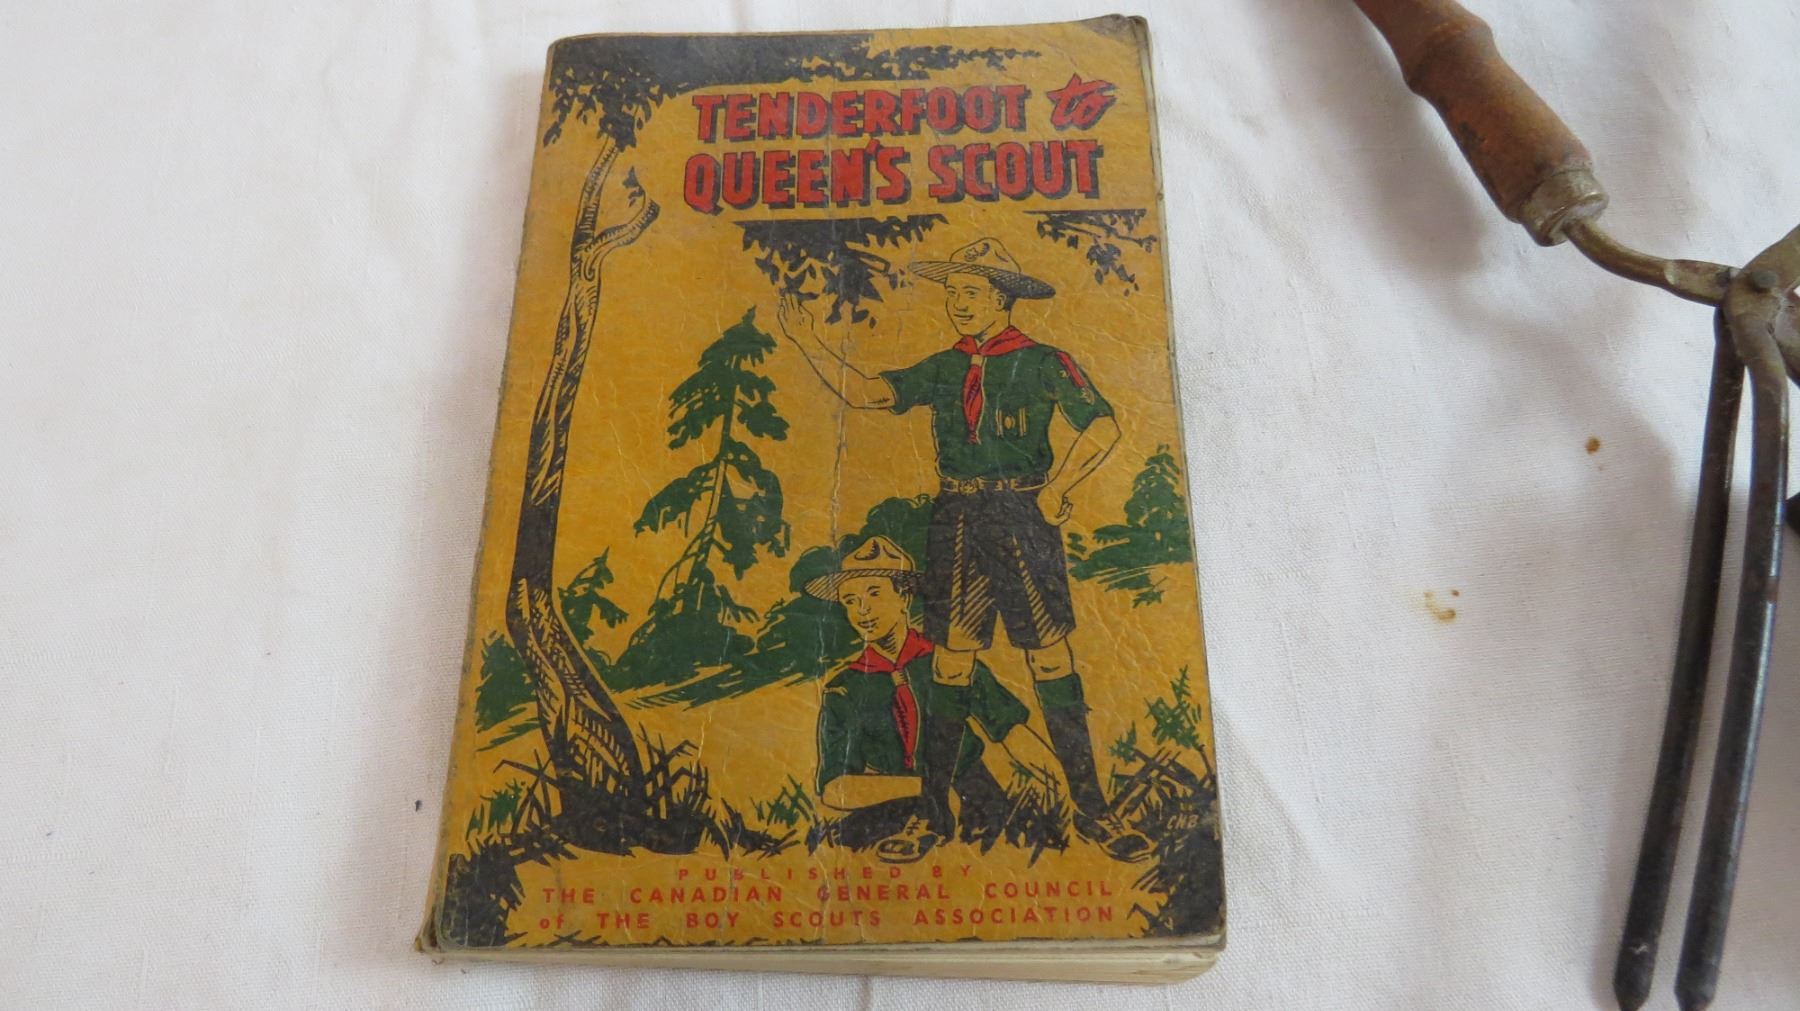 TENDERFOOT to
QUEEN'S SCOUT
CNB
PUBLISHED BY
THE CANADIAN GENERAL COUNCIL
of THE BOY SCOUTS ASSOCIATION